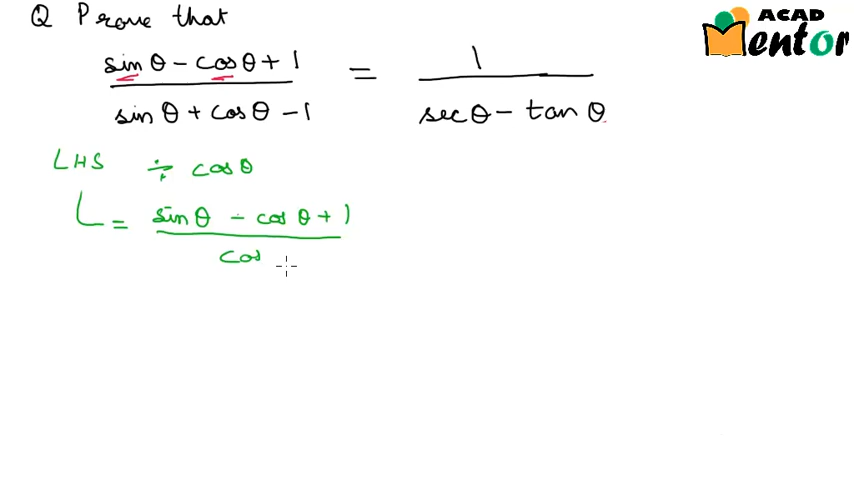 Q Prove that
ACAD
Mentor
sin θ - cos θ + 1 / sin θ + cos θ - 1 = 1 / sec θ - tan θ
LHS ÷ cos θ
L = sin θ - cos θ + 1 / cos